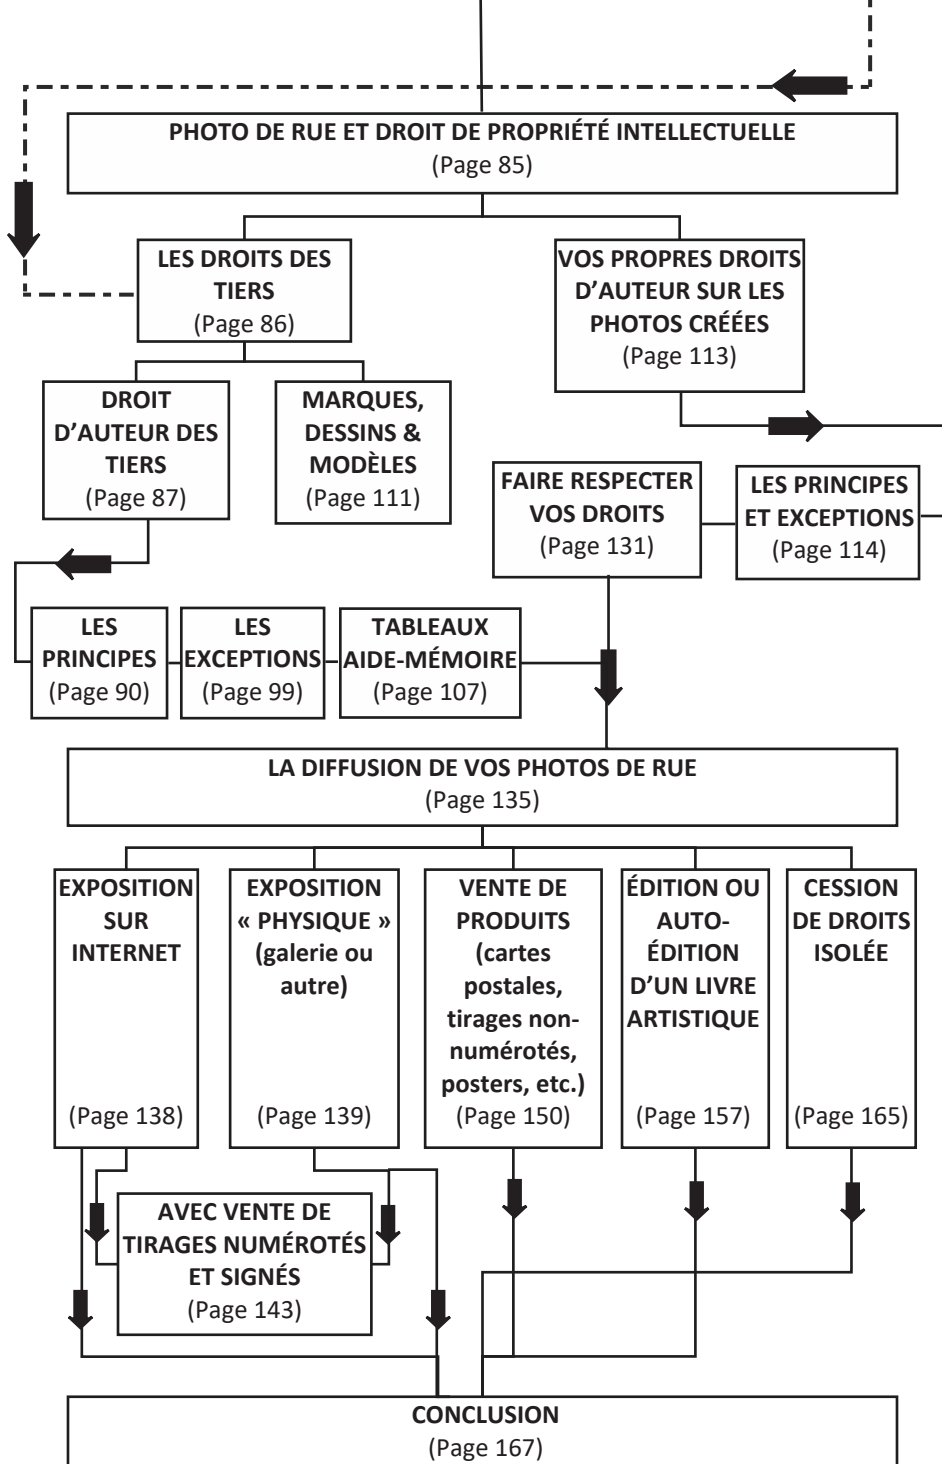 PHOTO DE RUE ET DROIT DE PROPRIÉTÉ INTELLECTUELLE
(Page 85)
LES DROITS DES
TIERS
(Page 86)
VOS PROPRES DROITS
D’AUTEUR SUR LES
PHOTOS CRÉÉES
(Page 113)
DROIT
D’AUTEUR DES
TIERS
(Page 87)
MARQUES,
DESSINS &
MODÈLES
(Page 111)
FAIRE RESPECTER
VOS DROITS
(Page 131)
LES PRINCIPES
ET EXCEPTIONS
(Page 114)
LES
PRINCIPES
(Page 90)
LES
EXCEPTIONS
(Page 99)
TABLEAUX
AIDE-MÉMOIRE
(Page 107)
LA DIFFUSION DE VOS PHOTOS DE RUE
(Page 135)
EXPOSITION
SUR
INTERNET
(Page 138)
EXPOSITION
« PHYSIQUE »
(galerie ou
autre)
(Page 139)
VENTE DE
PRODUITS
(cartes
postales,
tirages non-
numérotés,
posters, etc.)
(Page 150)
ÉDITION OU
AUTO-
ÉDITION
D’UN LIVRE
ARTISTIQUE
(Page 157)
CESSION
DE DROITS
ISOLÉE
(Page 165)
AVEC VENTE DE
TIRAGES NUMÉROTÉS
ET SIGNÉS
(Page 143)
CONCLUSION
(Page 167)